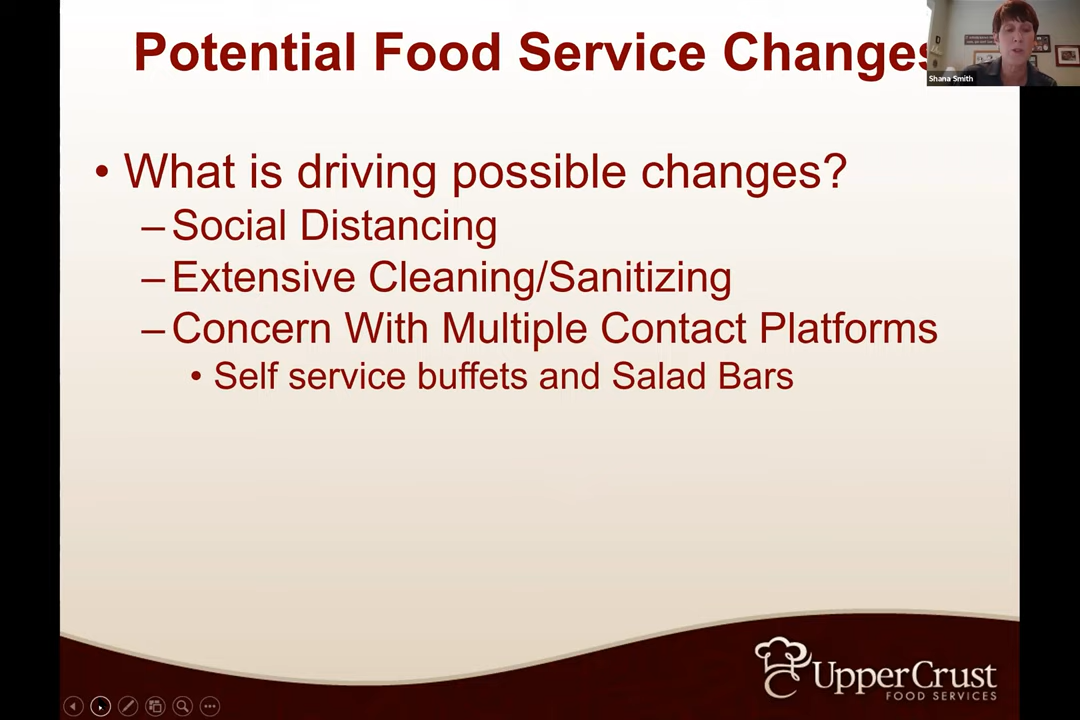 Potential Food Service Changes
Shana Smith
• What is driving possible changes?
– Social Distancing
– Extensive Cleaning/Sanitizing
– Concern With Multiple Contact Platforms
• Self service buffets and Salad Bars
UpperCrust
FOOD SERVICES